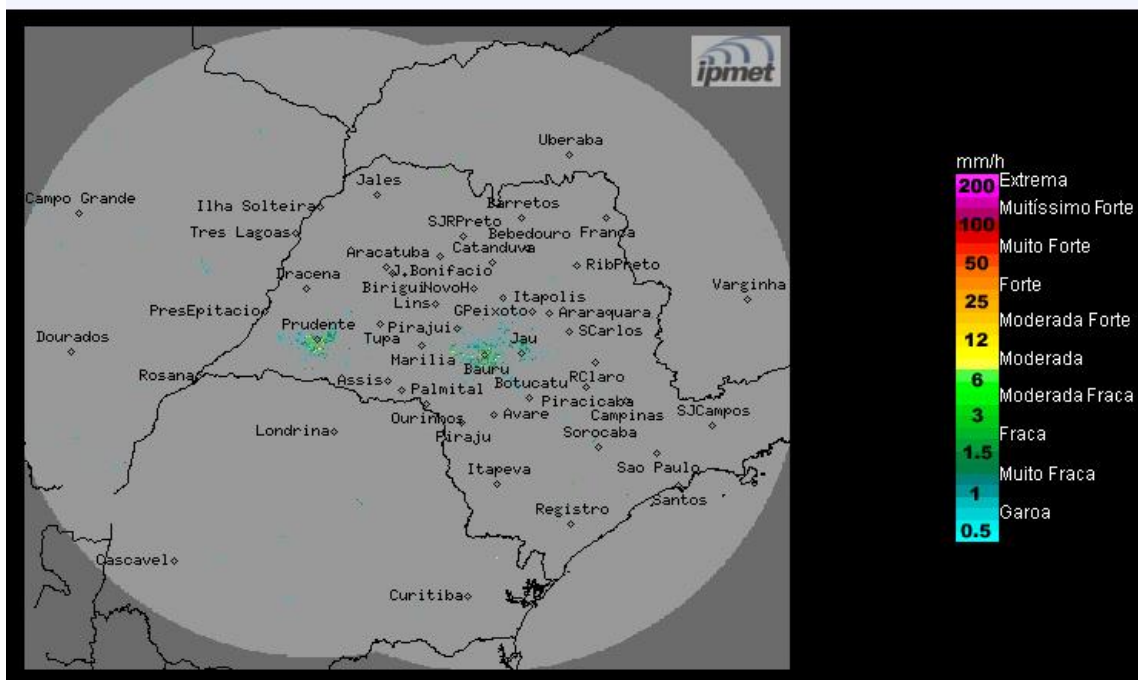 ipmet
Uberaba
Jales
Campo Grande
Ilha Solteira
Barretos
SJRPreto
Tres Lagoas
Bebedouro
Franca
Catanduva
Aracatuba
J.Bonifacio
RibPreto
Dracena
Birigui
NovoH
Varginha
Itapolis
Lins
PresEpitacio
GPeixoto
Araraquara
Prudente
Pirajui
SCarlos
Dourados
Tupa
Jau
Marilia
Bauru
Rosana
Assis
Botucatu
RClaro
Palmital
Piracicaba
Ourinhos
Avare
Campinas
SJCampos
Londrina
Piraju
Sorocaba
Itapeva
Sao Paulo
Santos
Registro
Cascavel
Curitiba
mm/h
200 Extrema
Muitíssimo Forte
100
Muito Forte
50
Forte
25
Moderada Forte
12
Moderada
6
Moderada Fraca
3
Fraca
1.5
Muito Fraca
1
Garoa
0.5